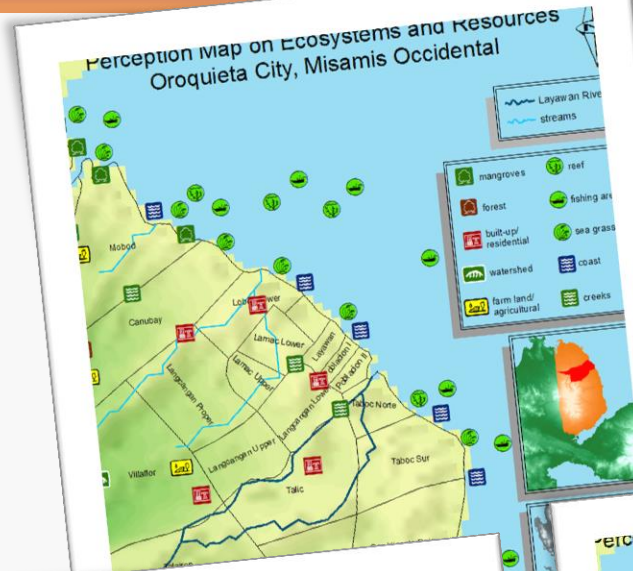 Perception Map on Ecosystems and Resources
Oroquieta City, Misamis Occidental
Layawan
streams
mangroves
reef
forest
fishing
built-up/
residential
sea grass
watershed
coast
farm land/
agricultural
creeks
Mobod
Canubay
Lower
Lamac Lower
Layawan
Lamac Upper
Poblacion II
Langcangan Proper
Langcangan Lower
Taboc Norte
Langcangan Upper
Taboc Sur
Villaflor
Talic